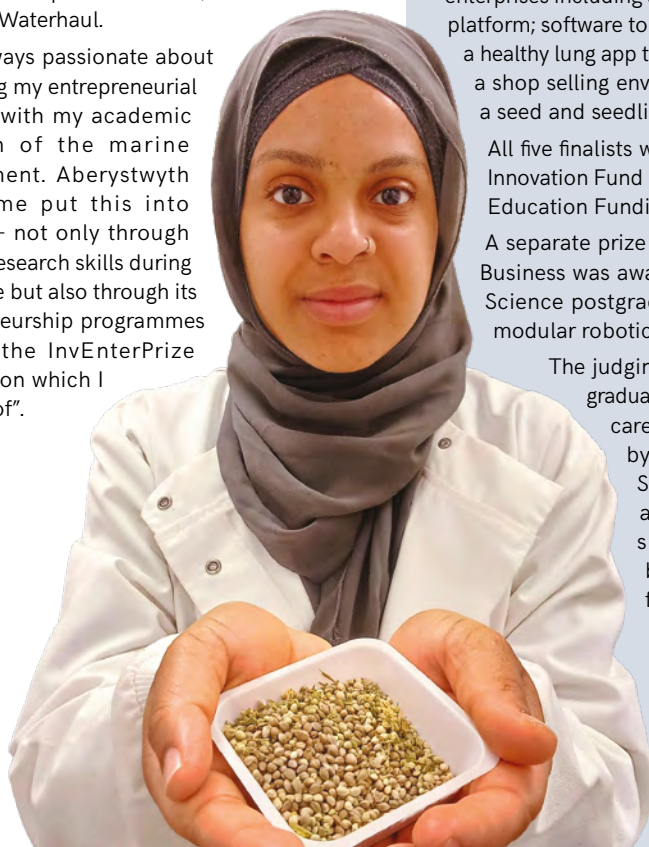 Waterhaul.
ways passionate about
g my entrepreneurial
with my academic
n of the marine
ment. Aberystwyth
me put this into
– not only through
esearch skills during
e but also through its
eurship programmes
the InvEnterPrize
on which I
of”.
enterprises including
platform; software to
a healthy lung app t
a shop selling env
a seed and seedli
All five finalists w
Innovation Fund
Education Fundi
A separate prize
Business was awa
Science postgrad
modular robotic
The judgin
gradua
care
by
S
a
s
b
f